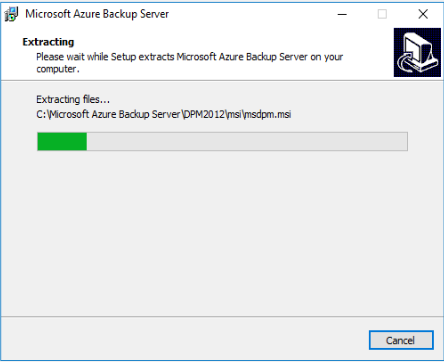 Microsoft Azure Backup Server
Extracting
Please wait while Setup extracts Microsoft Azure Backup Server on your
computer.
Extracting files...
C:\Microsoft Azure Backup Server\DPM2012\msi\msdpm.msi
Cancel